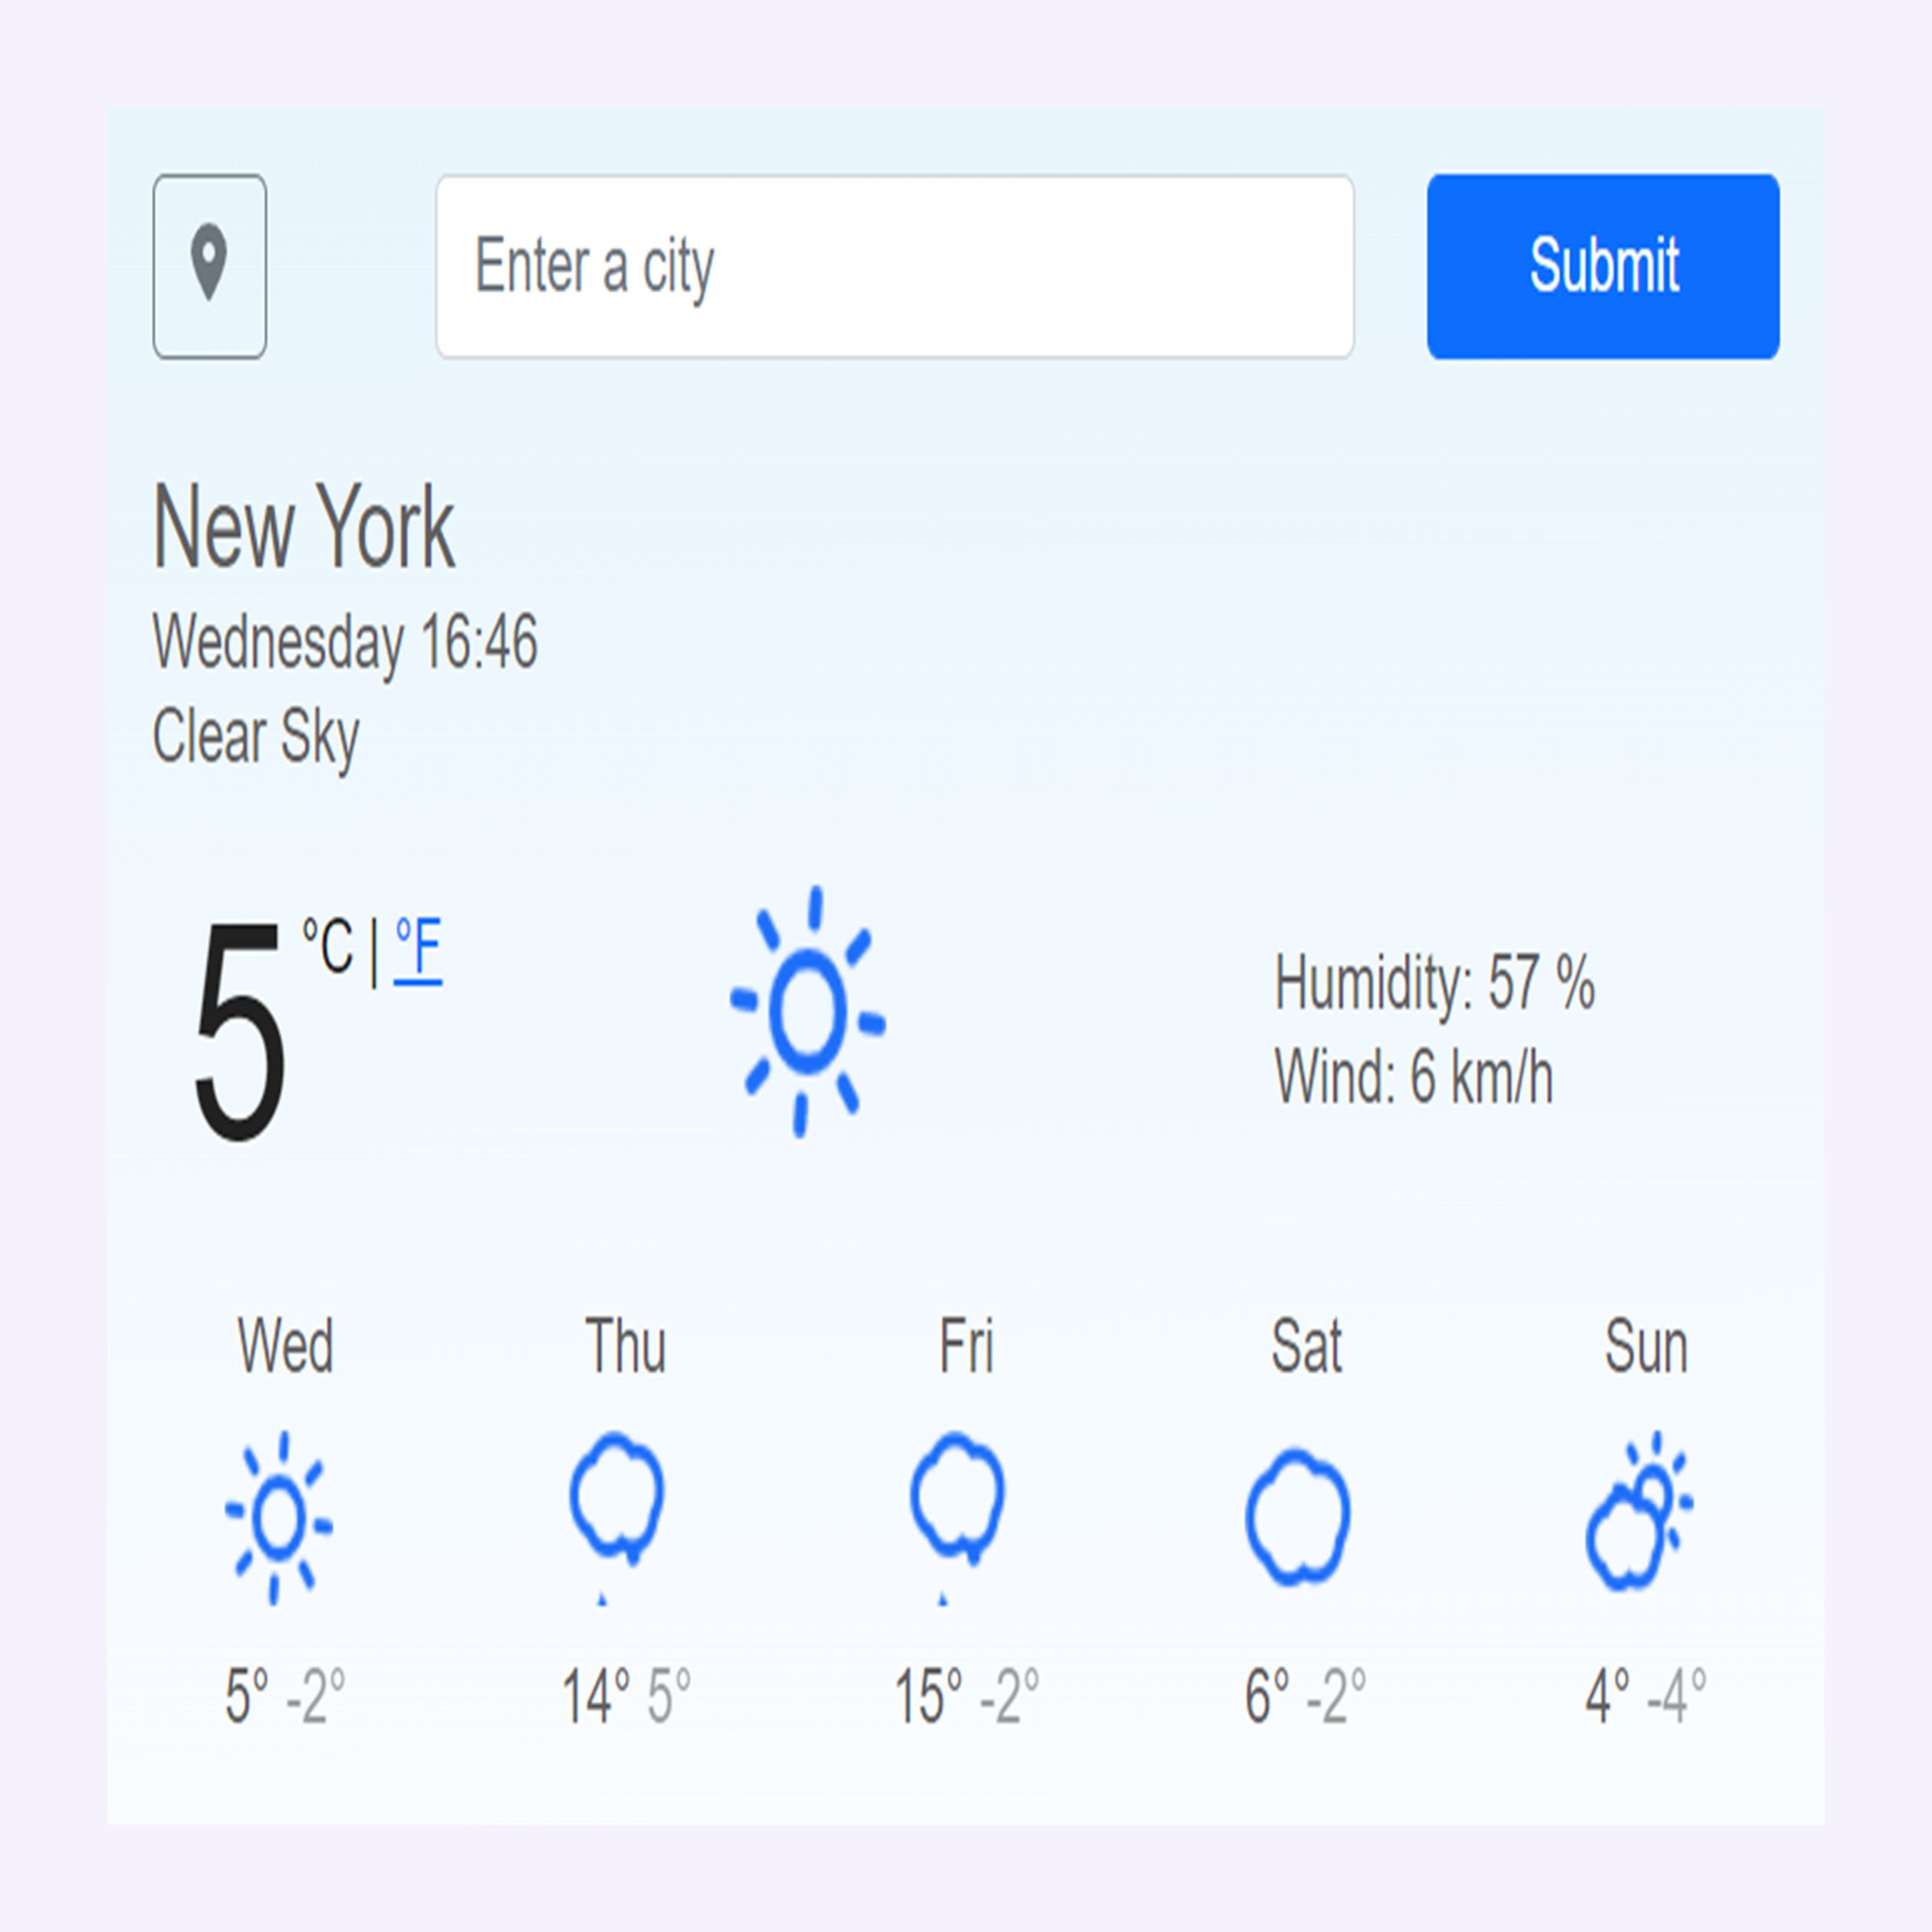 Enter a city
Submit
New York
Wednesday 16:46
Clear Sky
5 °C | °F
Humidity: 57 %
Wind: 6 km/h
Wed Thu Fri Sat Sun
5° -2° 14° 5° 15° -2° 6° -2° 4° -4°